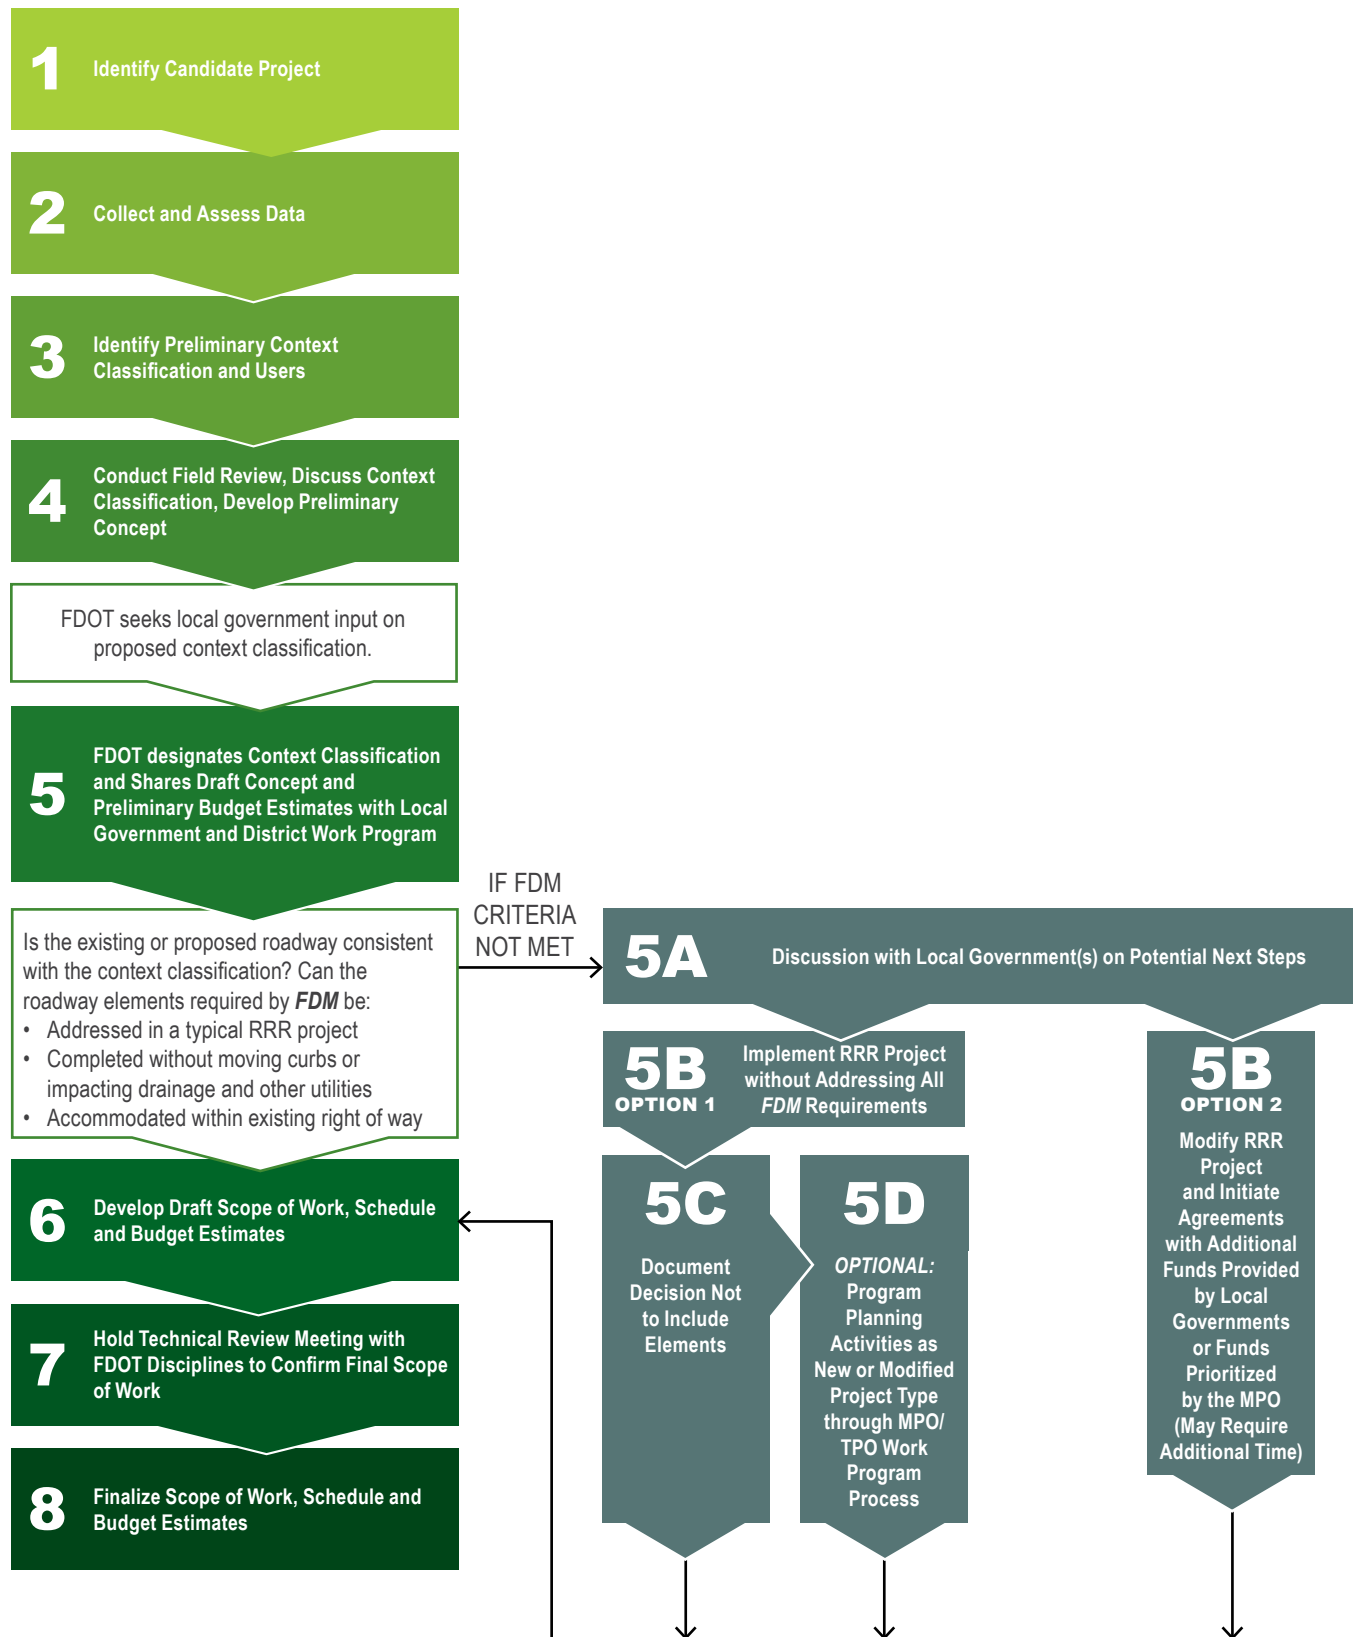 1
Identify Candidate Project
2
Collect and Assess Data
3
Identify Preliminary Context
Classification and Users
4
Conduct Field Review, Discuss Context
Classification, Develop Preliminary
Concept
FDOT seeks local government input on
proposed context classification.
5
FDOT designates Context Classification
and Shares Draft Concept and
Preliminary Budget Estimates with Local
Government and District Work Program
Is the existing or proposed roadway consistent
with the context classification? Can the
roadway elements required by FDM be:
• Addressed in a typical RRR project
• Completed without moving curbs or
impacting drainage and other utilities
• Accommodated within existing right of way
IF FDM
CRITERIA
NOT MET
5A
Discussion with Local Government(s) on Potential Next Steps
5B
OPTION 1
Implement RRR Project
without Addressing All
FDM Requirements
5B
OPTION 2
Modify RRR
Project
and Initiate
Agreements
with Additional
Funds Provided
by Local
Governments
or Funds
Prioritized
by the MPO
(May Require
Additional Time)
5C
Document
Decision Not
to Include
Elements
5D
OPTIONAL:
Program
Planning
Activities as
New or Modified
Project Type
through MPO/
TPO Work
Program
Process
6
Develop Draft Scope of Work, Schedule
and Budget Estimates
7
Hold Technical Review Meeting with
FDOT Disciplines to Confirm Final Scope
of Work
8
Finalize Scope of Work, Schedule and
Budget Estimates